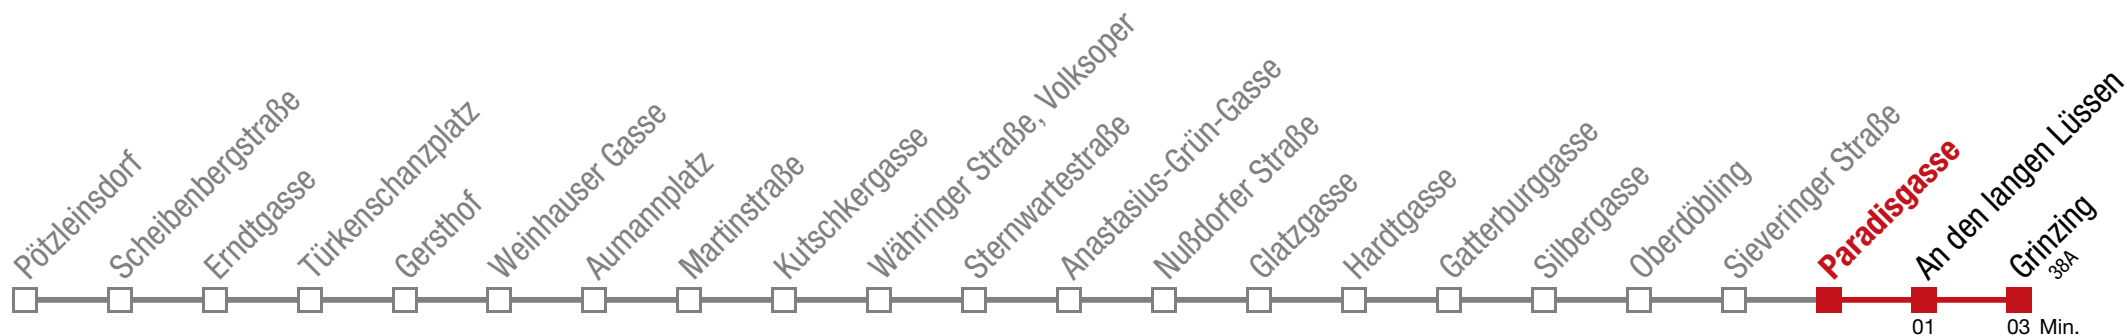 Pötzleinsdorf
Scheibenbergstraße
Erndtgasse
Türkenschanzplatz
Gersthof
Weinhauser Gasse
Aumannplatz
Martinstraße
Kutschkergasse
Währinger Straße, Volksoper
Sternwartestraße
Anastasius-Grün-Gasse
Nußdorfer Straße
Glatzgasse
Hardtgasse
Gatterburggasse
Silbergasse
Oberdöbling
Sieveringer Straße
Paradisgasse
An den langen Lüssen
Grinzing
38A
01 03 Min.